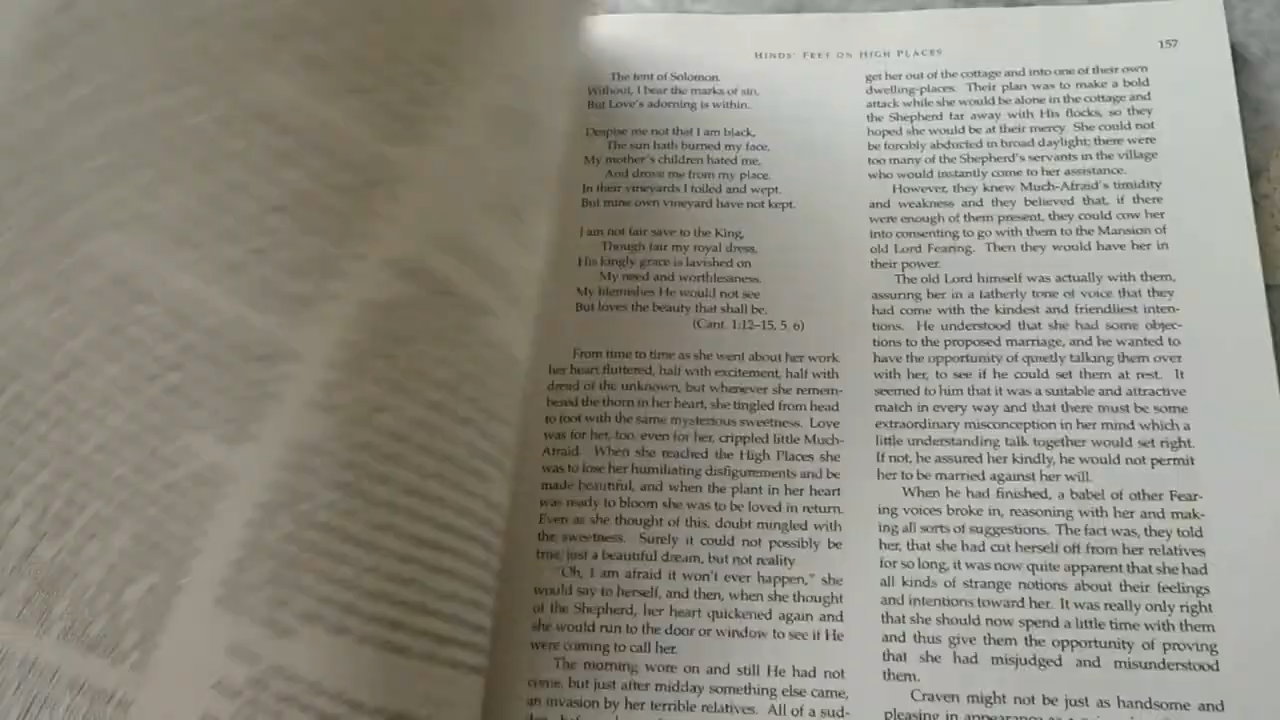 HINDS' FEET ON HIGH PLACES
157
The tent of Solomon.
Without, I bear the marks of sin,
But Love's adorning is within.
Despise me not that I am black,
The sun hath burned my face,
My mother's children hated me,
And drove me from my place.
In their vineyards I toiled and wept.
But mine own vineyard have not kept.
I am not fair save to the King,
Though fair my royal dress,
His kingly grace is lavished on
My need and worthlessness.
My blemishes He would not see
But loves the beauty that shall be.
(Cant. 1:12–15, 5, 6)
From time to time as she went about her work
her heart fluttered, half with excitement, half with
dread of the unknown, but whenever she remem-
bered the thorn in her heart, she tingled from head
to foot with the same mysterious sweetness. Love
was for her, too, even for her, crippled little Much-
Afraid. When she reached the High Places she
was to lose her humiliating disfigurements and be
made beautiful, and when the plant in her heart
was ready to bloom she was to be loved in return.
Even as she thought of this, doubt mingled with
the sweetness. Surely it could not possibly be
true; just a beautiful dream, but not reality
"Oh, I am afraid it won't ever happen," she
would say to herself, and then, when she thought
of the Shepherd, her heart quickened again and
she would run to the door or window to see if He
were coming to call her.
The morning wore on and still He had not
come, but just after midday something else came,
an invasion by her terrible relatives. All of a sud-
get her out of the cottage and into one of their own
dwelling-places. Their plan was to make a bold
attack while she would be alone in the cottage and
the Shepherd far away with His flocks, so they
hoped she would be at their mercy. She could not
be forcibly abducted in broad daylight; there were
too many of the Shepherd's servants in the village
who would instantly come to her assistance.
However, they knew Much-Afraid's timidity
and weakness and they believed that, if there
were enough of them present, they could cow her
into consenting to go with them to the Mansion of
old Lord Fearing. Then they would have her in
their power.
The old Lord himself was actually with them,
assuring her in a fatherly tone of voice that they
had come with the kindest and friendliest inten-
tions. He understood that she had some objec-
tions to the proposed marriage, and he wanted to
have the opportunity of quietly talking them over
with her, to see if he could set them at rest. It
seemed to him that it was a suitable and attractive
match in every way and that there must be some
extraordinary misconception in her mind which a
little understanding talk together would set right.
If not, he assured her kindly, he would not permit
her to be married against her will.
When he had finished, a babel of other Fear-
ing voices broke in, reasoning with her and mak-
ing all sorts of suggestions. The fact was, they told
her, that she had cut herself off from her relatives
for so long, it was now quite apparent that she had
all kinds of strange notions about their feelings
and intentions toward her. It was really only right
that she should now spend a little time with them
and thus give them the opportunity of proving
that she had misjudged and misunderstood
them.
Craven might not be just as handsome and
pleasing in appearance